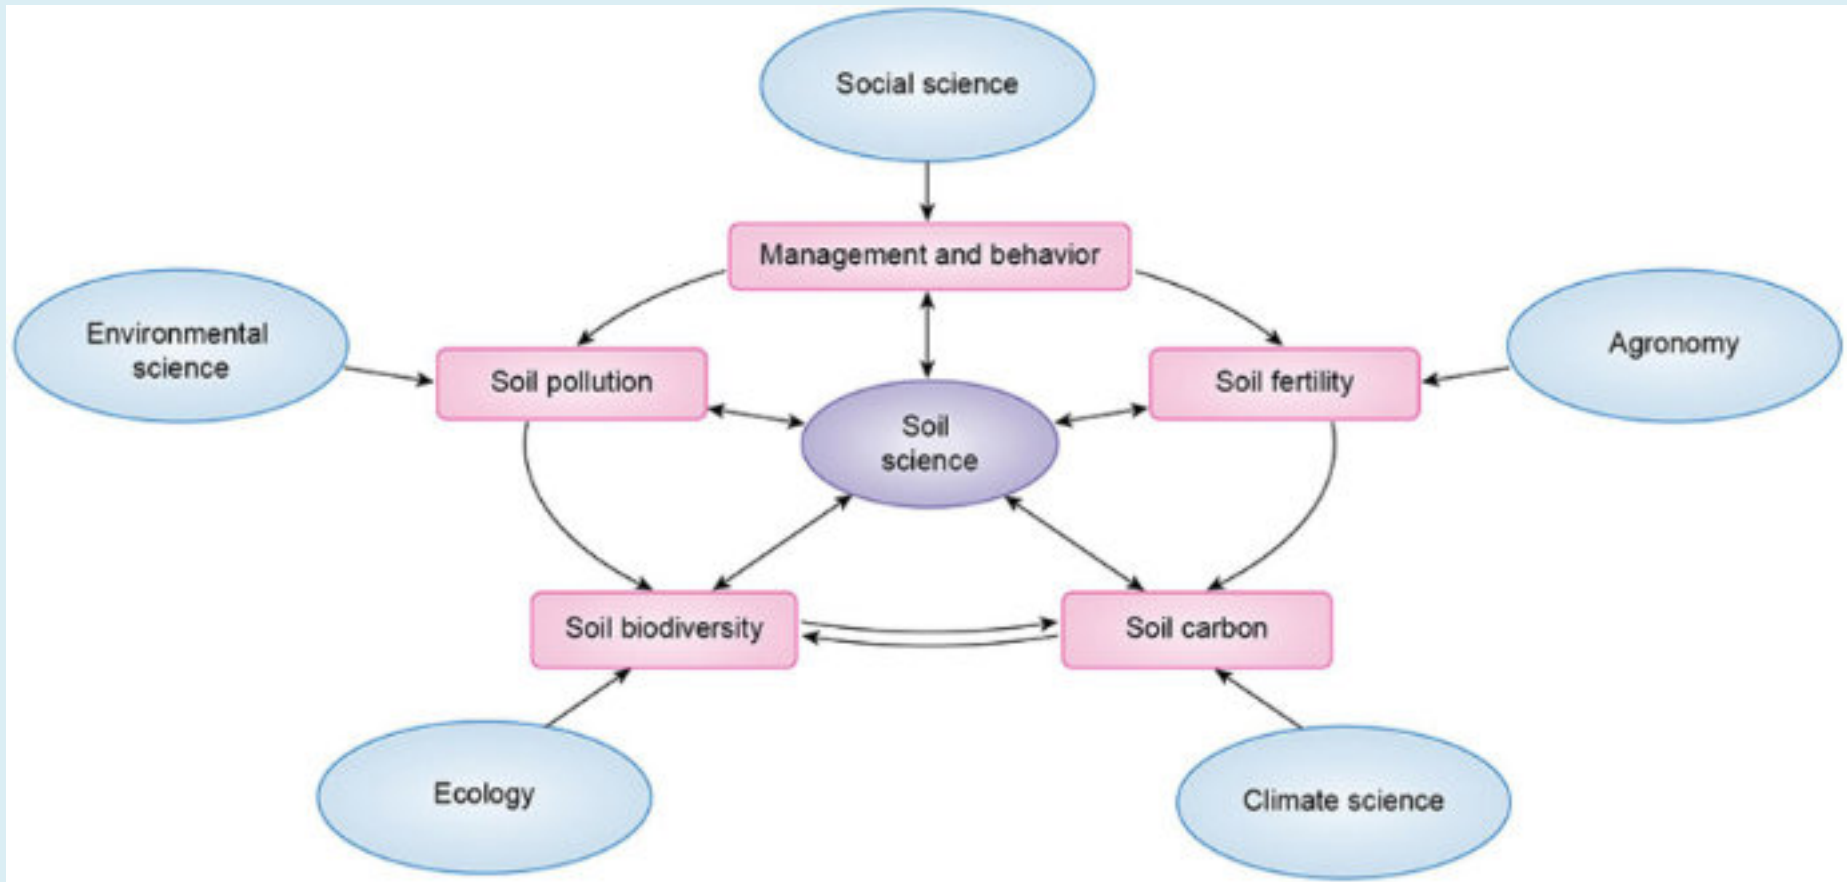 Social science
Management and behavior
Environmental
science
Agronomy
Soil pollution
Soil fertility
Soil
science
Soil biodiversity
Soil carbon
Ecology
Climate science